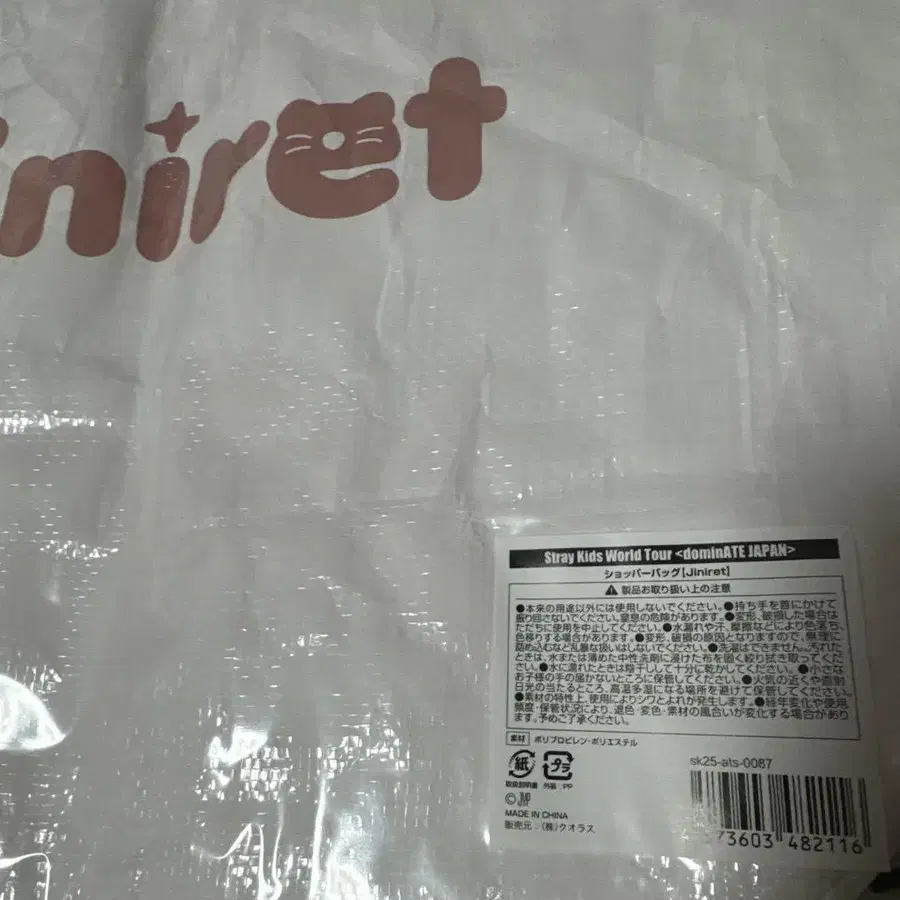 iniret
Stray Kids World Tour <dominATE JAPAN>
ショッパーバッグ[Jiniret]
⚠製品お取り扱い上の注意
●本来の用途以外には使用しないでください。●持ち手を首にかけて
振り回さないでください。窒息の危険があります。●変形、破損した場合は
ただちに使用を中止してください。●水濡れや汗、摩擦などにより色落ち、
色移りする場合があります。●変形、破損の原因となりますので、無理に
詰め込むなど乱暴な扱いはしないでください。●洗濯はできません。汚れた
ときは、水または薄めた中性洗剤に浸けた布を固く絞り拭き取ってくだ
さい。●水に濡れたときは陰干しして十分に乾かしてください。●小さな
お子様の手の届かないところに保管してください。●火気の近くや直射
日光の当たるところ、高温多湿になる場所を避けて保管してください。
●素材の特性上、使用によりシワとよれが発生します。●経年変化や使用
頻度・保管状況により、退色・変色・素材の風合いが変化する場合があり
ます。予めご了承ください。
素材 ポリプロピレン・ポリエステル
紙 プラ
取扱説明書 外装 PP
sk25-ats-0087
© JYP
MADE IN CHINA
販売元:(株)クオラス
573603 482116